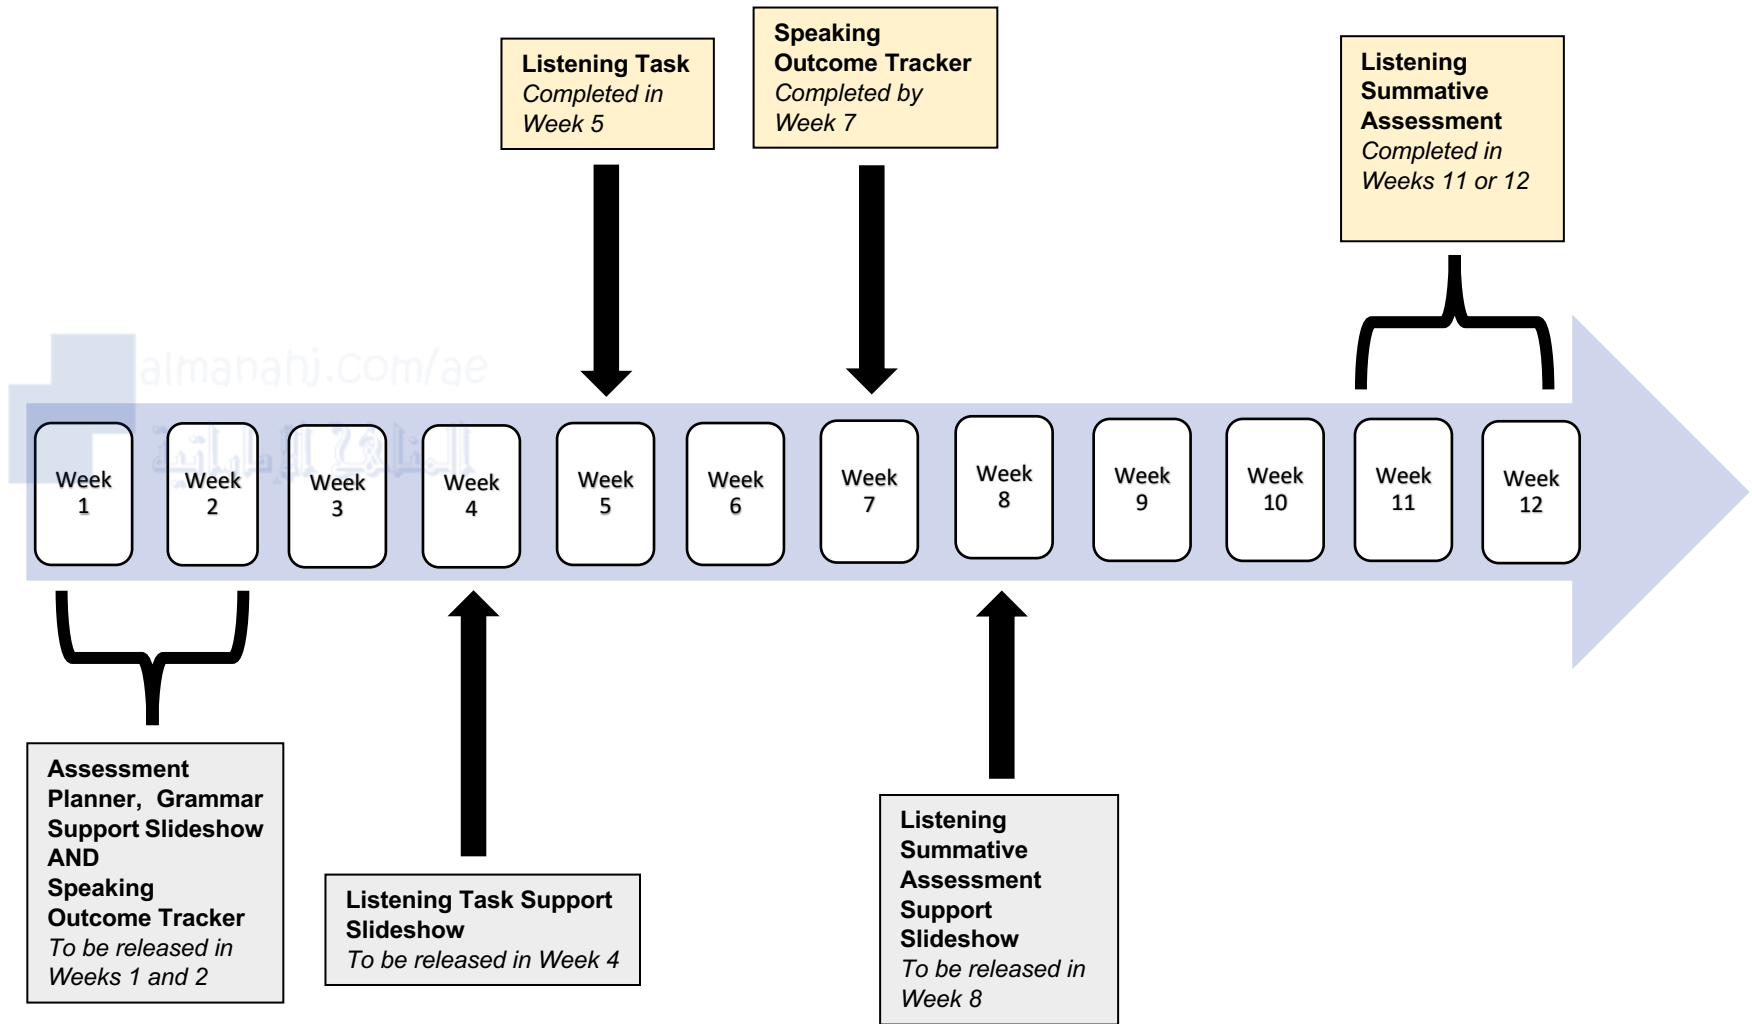 Listening Task
Completed in
Week 5
Speaking
Outcome Tracker
Completed by
Week 7
Listening
Summative
Assessment
Completed in
Weeks 11 or 12
almanahj.com/ae
المناهج الإماراتية
Week
1
Week
2
Week
3
Week
4
Week
5
Week
6
Week
7
Week
8
Week
9
Week
10
Week
11
Week
12
Assessment
Planner, Grammar
Support Slideshow
AND
Speaking
Outcome Tracker
To be released in
Weeks 1 and 2
Listening Task Support
Slideshow
To be released in Week 4
Listening
Summative
Assessment
Support
Slideshow
To be released in
Week 8